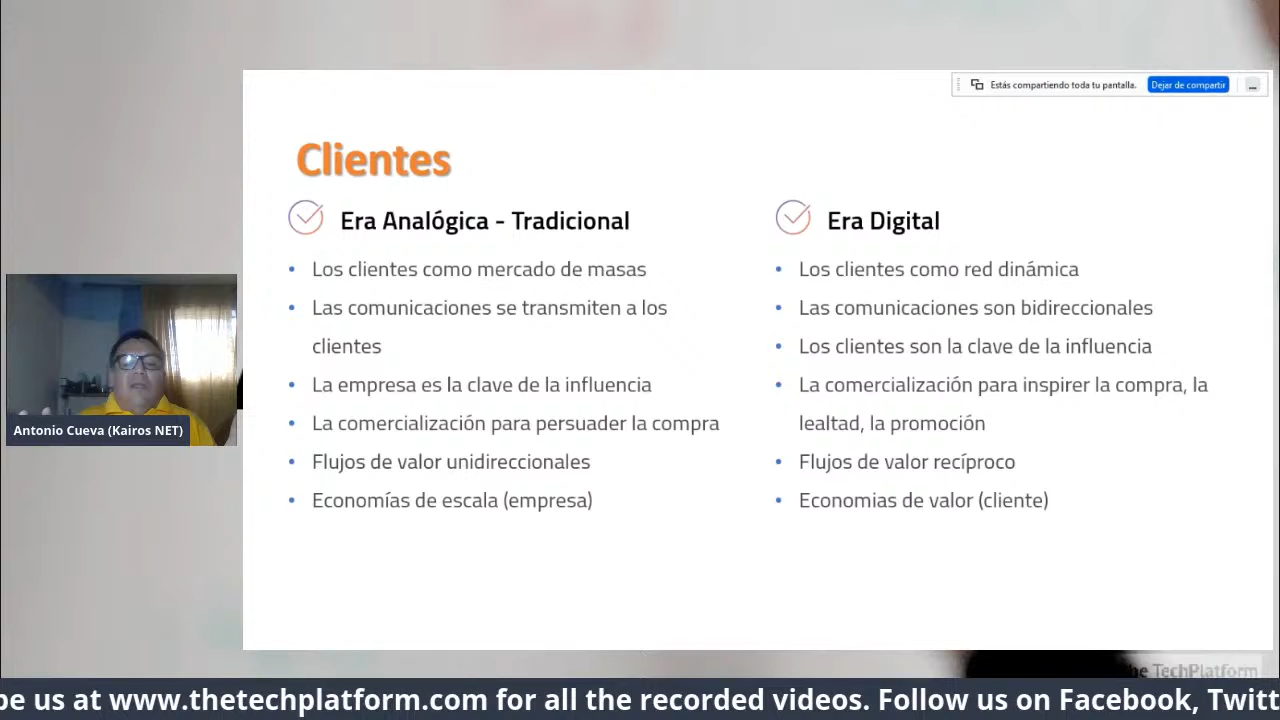 Estás compartiendo toda tu pantalla.
Dejar de compartir
Clientes
Era Analógica - Tradicional
Los clientes como mercado de masas
Las comunicaciones se transmiten a los
clientes
La empresa es la clave de la influencia
La comercialización para persuader la compra
Flujos de valor unidireccionales
Economías de escala (empresa)
Era Digital
Los clientes como red dinámica
Las comunicaciones son bidireccionales
Los clientes son la clave de la influencia
La comercialización para inspirer la compra, la
lealtad, la promoción
Flujos de valor recíproco
Economias de valor (cliente)
Antonio Cueva (Kairos NET)
he TechPlatform
be us at www.thetechplatform.com for all the recorded videos. Follow us on Facebook, Twitt